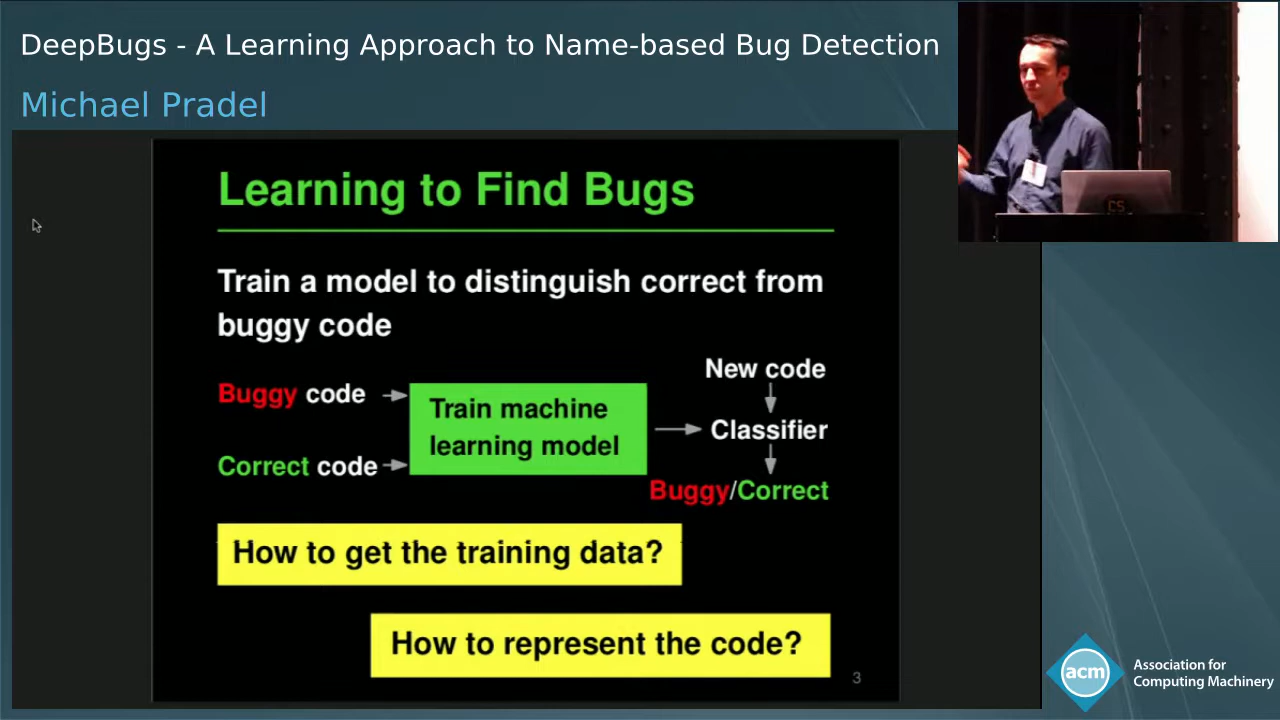 DeepBugs - A Learning Approach to Name-based Bug Detection
Michael Pradel
Learning to Find Bugs
Train a model to distinguish correct from
buggy code
Buggy code
Correct code
Train machine
learning model
New code
Classifier
Buggy/Correct
How to get the training data?
How to represent the code?
3
CS
acm
Association for
Computing Machinery